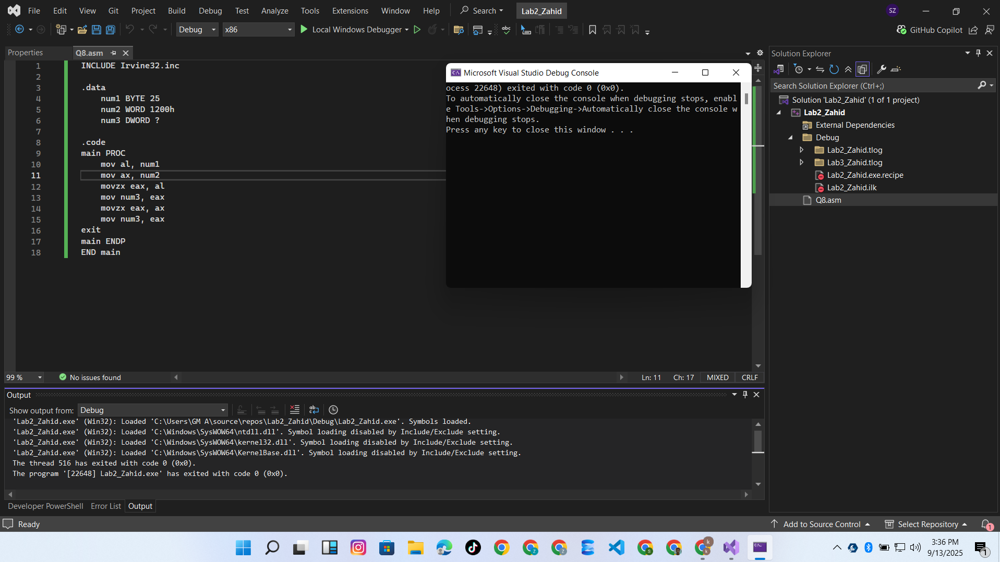 File Edit View Git Project Build Debug Test Analyze Tools Extensions Window Help Search Lab2_Zahid SZ
Debug x86 Local Windows Debugger GitHub Copilot
Properties Q8.asm
1 INCLUDE Irvine32.inc
2
3 .data
4 num1 BYTE 25
5 num2 WORD 1200h
6 num3 DWORD ?
7
8 .code
9 main PROC
10 mov al, num1
11 mov ax, num2
12 movzx eax, al
13 mov num3, eax
14 movzx eax, ax
15 mov num3, eax
16 exit
17 main ENDP
18 END main
Microsoft Visual Studio Debug Console
ocess 22648) exited with code 0 (0x0).
To automatically close the console when debugging stops, enabl
e Tools->Options->Debugging->Automatically close the console w
hen debugging stops.
Press any key to close this window . . .
Solution Explorer
Search Solution Explorer (Ctrl+;)
Solution 'Lab2_Zahid' (1 of 1 project)
Lab2_Zahid
External Dependencies
Debug
Lab2_Zahid.tlog
Lab3_Zahid.tlog
Lab2_Zahid.exe.recipe
Lab2_Zahid.ilk
Q8.asm
99 % No issues found Ln: 11 Ch: 17 MIXED CRLF
Output
Show output from: Debug
'Lab2_Zahid.exe' (Win32): Loaded 'C:\Users\GM A\source\repos\Lab2_Zahid\Debug\Lab2_Zahid.exe'. Symbols loaded.
'Lab2_Zahid.exe' (Win32): Loaded 'C:\Windows\SysWOW64\ntdll.dll'. Symbol loading disabled by Include/Exclude setting.
'Lab2_Zahid.exe' (Win32): Loaded 'C:\Windows\SysWOW64\kernel32.dll'. Symbol loading disabled by Include/Exclude setting.
'Lab2_Zahid.exe' (Win32): Loaded 'C:\Windows\SysWOW64\KernelBase.dll'. Symbol loading disabled by Include/Exclude setting.
The thread 516 has exited with code 0 (0x0).
The program '[22648] Lab2_Zahid.exe' has exited with code 0 (0x0).
Developer PowerShell Error List Output
Ready Add to Source Control Select Repository 1
3:36 PM
9/13/2025 1